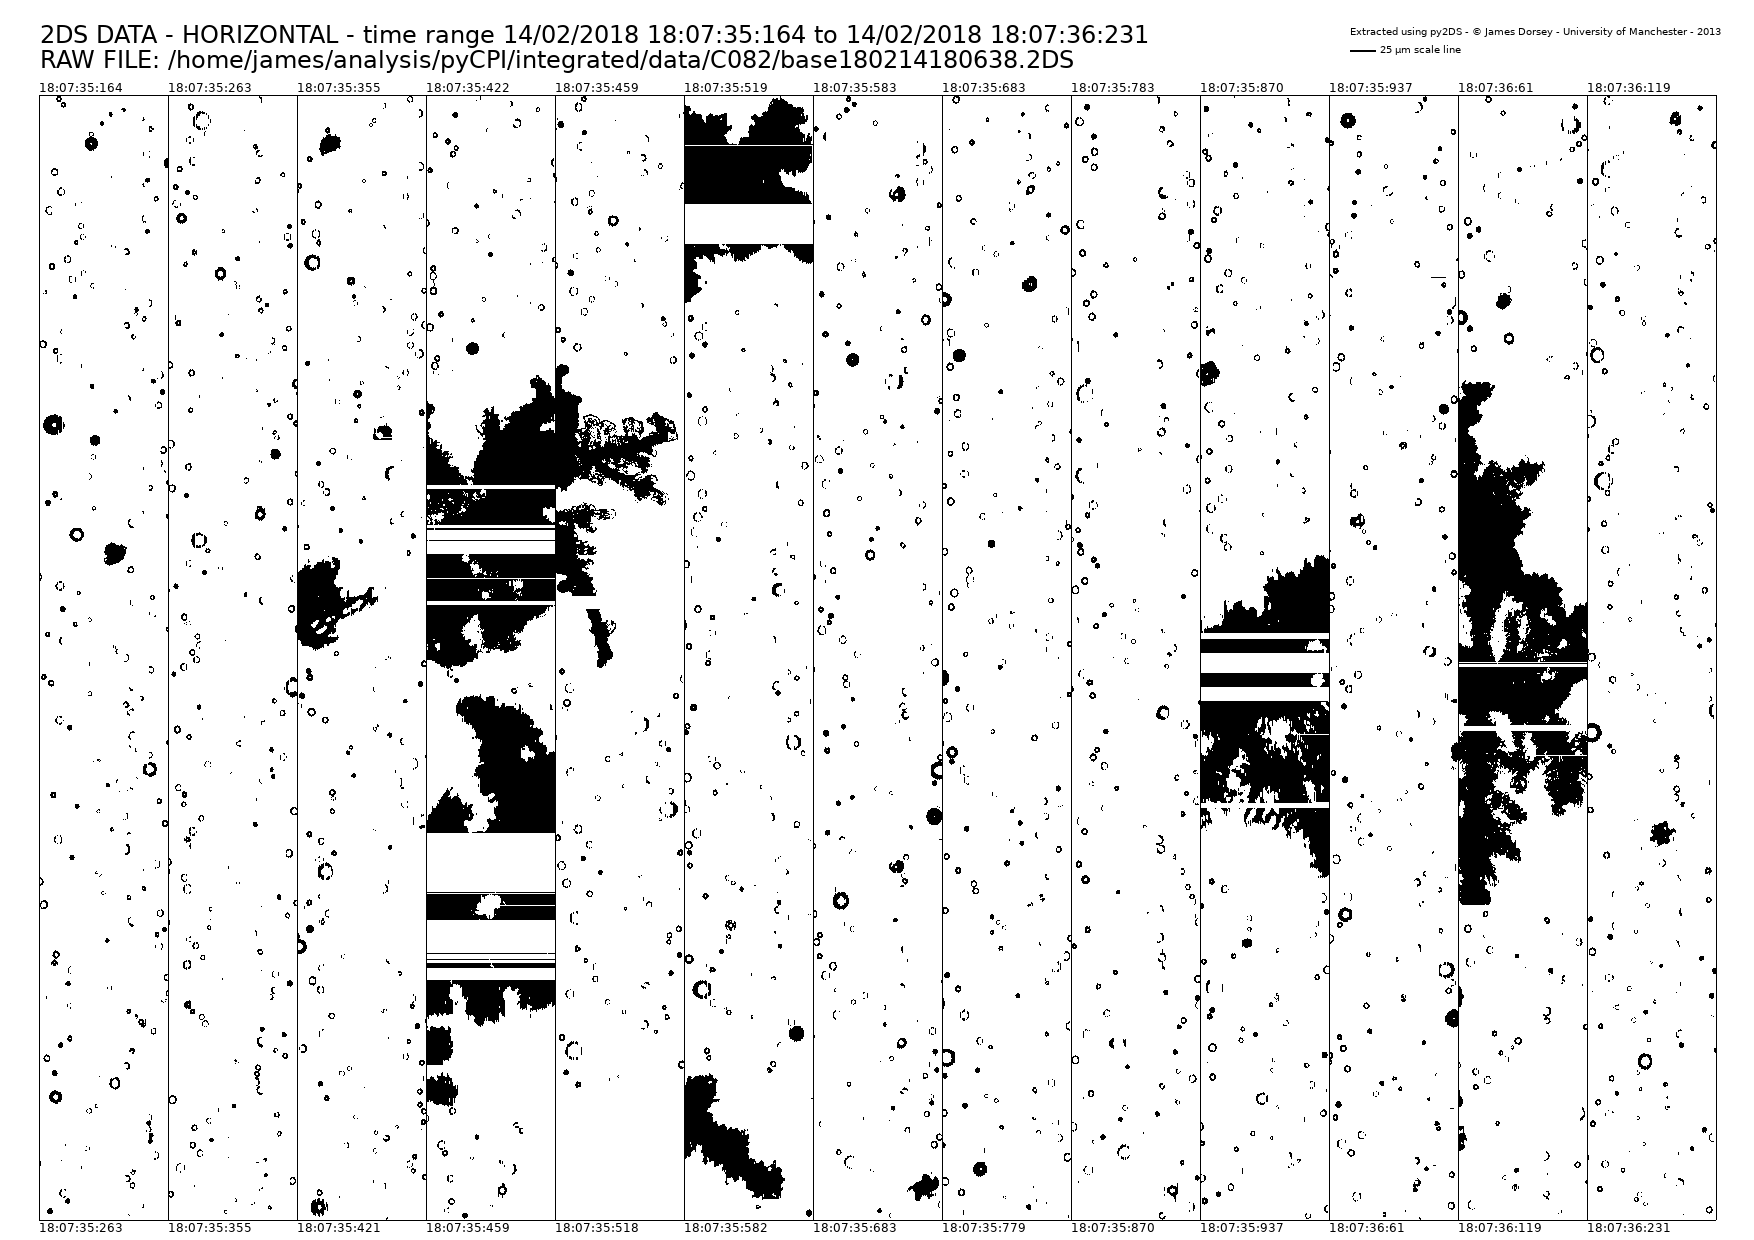 2DS DATA - HORIZONTAL - time range 14/02/2018 18:07:35:164 to 14/02/2018 18:07:36:231
RAW FILE: /home/james/analysis/pyCPI/integrated/data/C082/base180214180638.2DS
Extracted using py2DS - © James Dorsey - University of Manchester - 2013
25 µm scale line
18:07:35:164 18:07:35:263 18:07:35:355 18:07:35:422 18:07:35:459 18:07:35:519 18:07:35:583 18:07:35:683 18:07:35:783 18:07:35:870 18:07:35:937 18:07:36:61 18:07:36:119
18:07:35:263 18:07:35:355 18:07:35:421 18:07:35:459 18:07:35:518 18:07:35:582 18:07:35:683 18:07:35:779 18:07:35:870 18:07:35:937 18:07:36:61 18:07:36:119 18:07:36:231